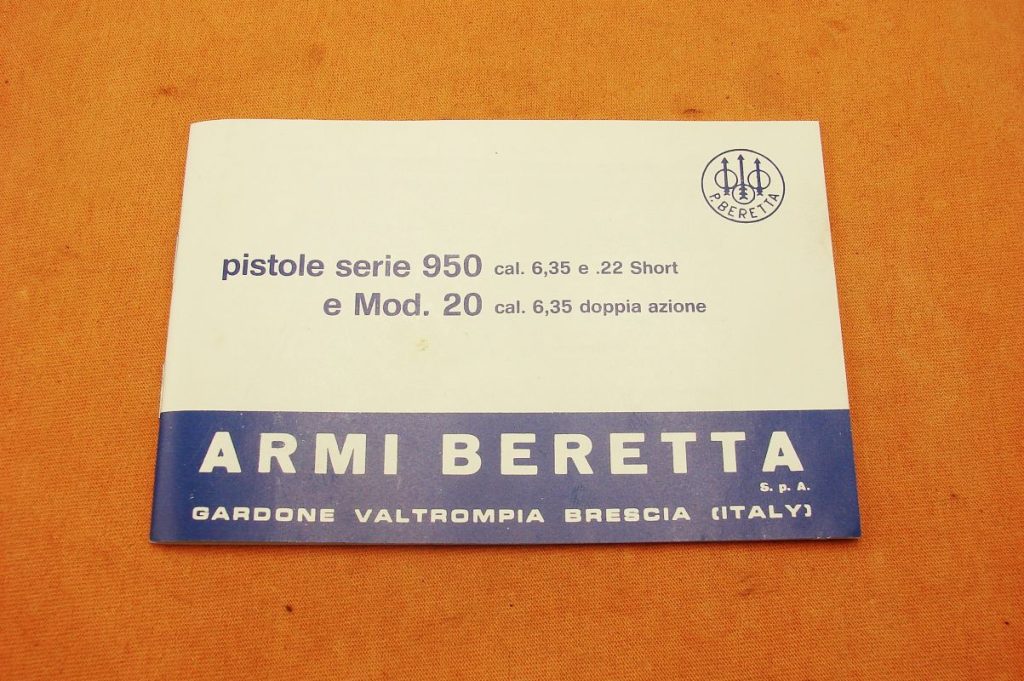 P. BERETTA
pistole serie 950 cal. 6,35 e .22 Short
e Mod. 20 cal. 6,35 doppia azione
ARMI BERETTA
S. p. A.
GARDONE VALTROMPIA BRESCIA (ITALY)